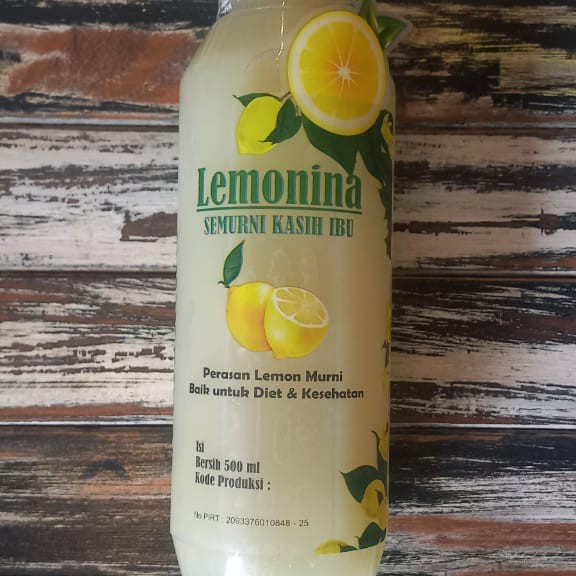 Lemonina
SEMURNI KASIH IBU
Perasan Lemon Murni
Baik untuk Diet & Kesehatan
Isi
Bersih 500 ml
Kode Produksi :
No PIRT : 2093376010848 - 25